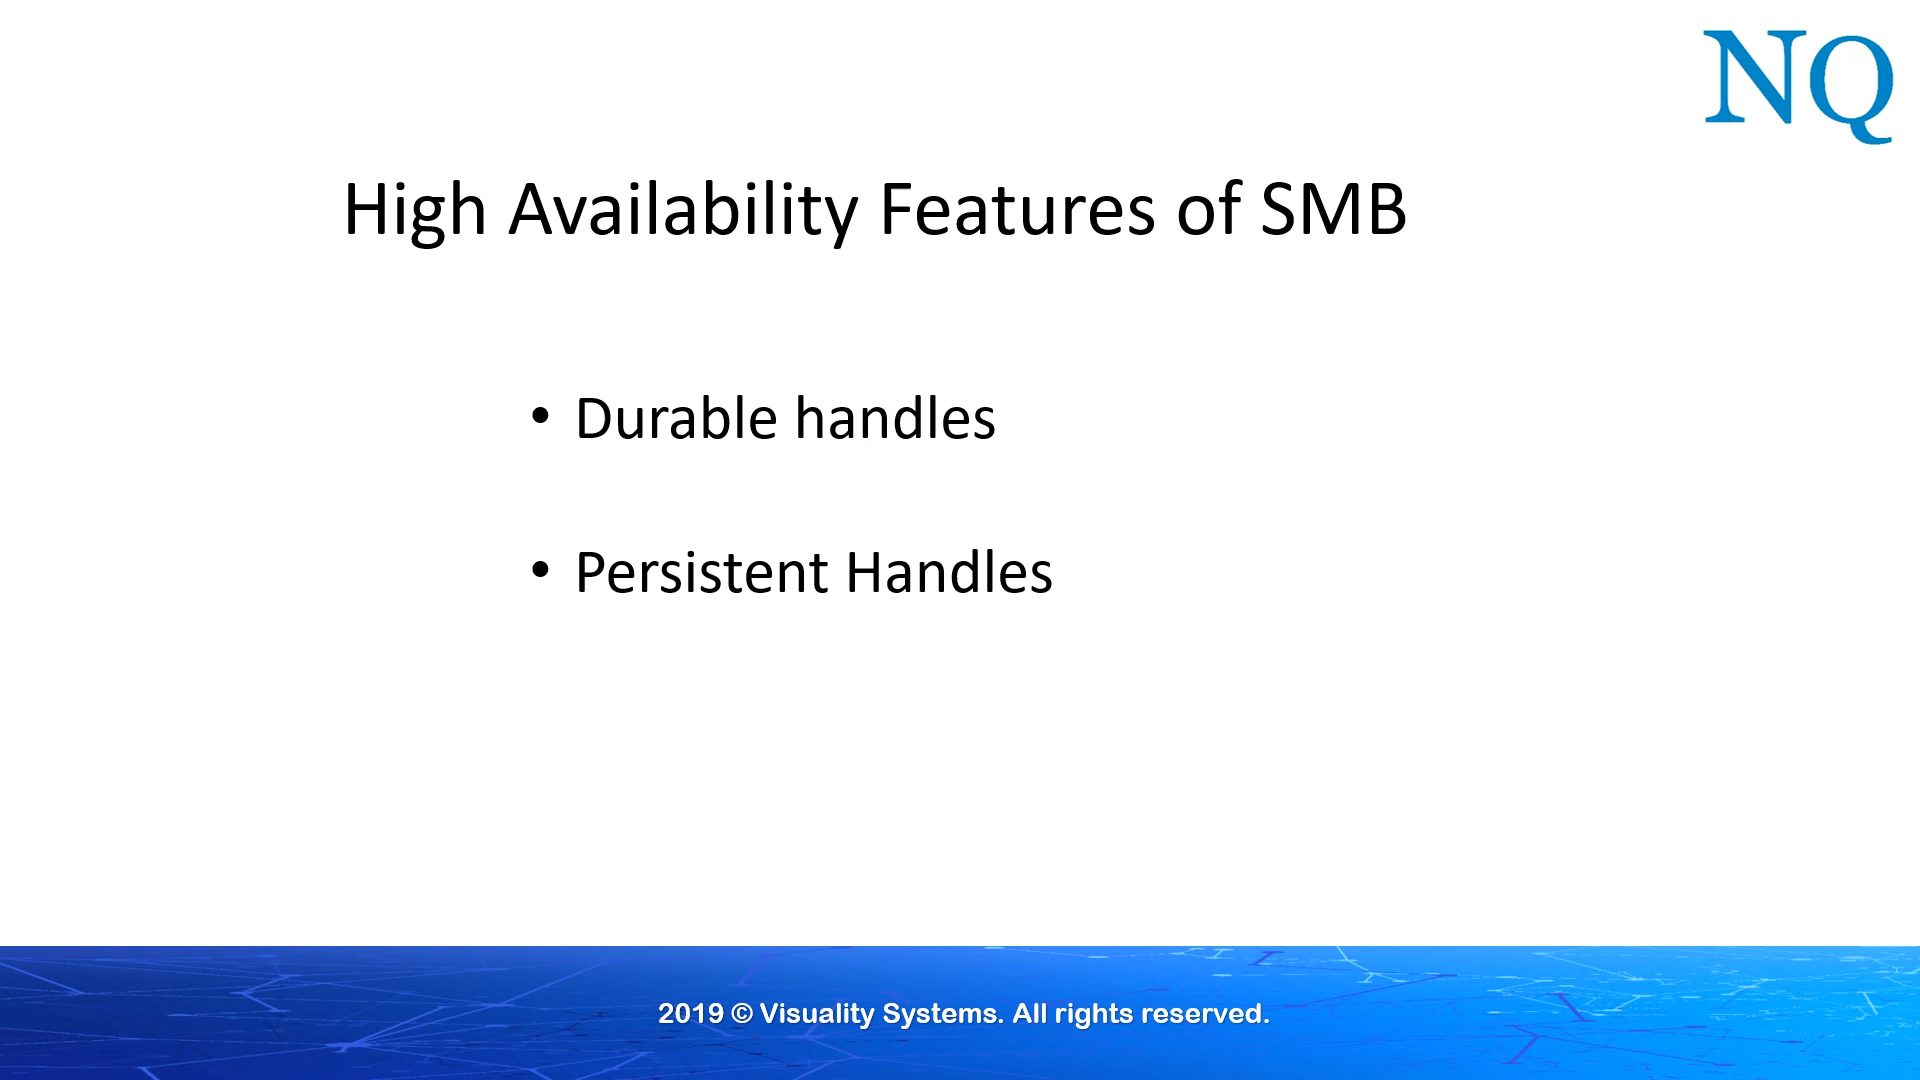 NQ
High Availability Features of SMB
• Durable handles
• Persistent Handles
2019 © Visuality Systems. All rights reserved.